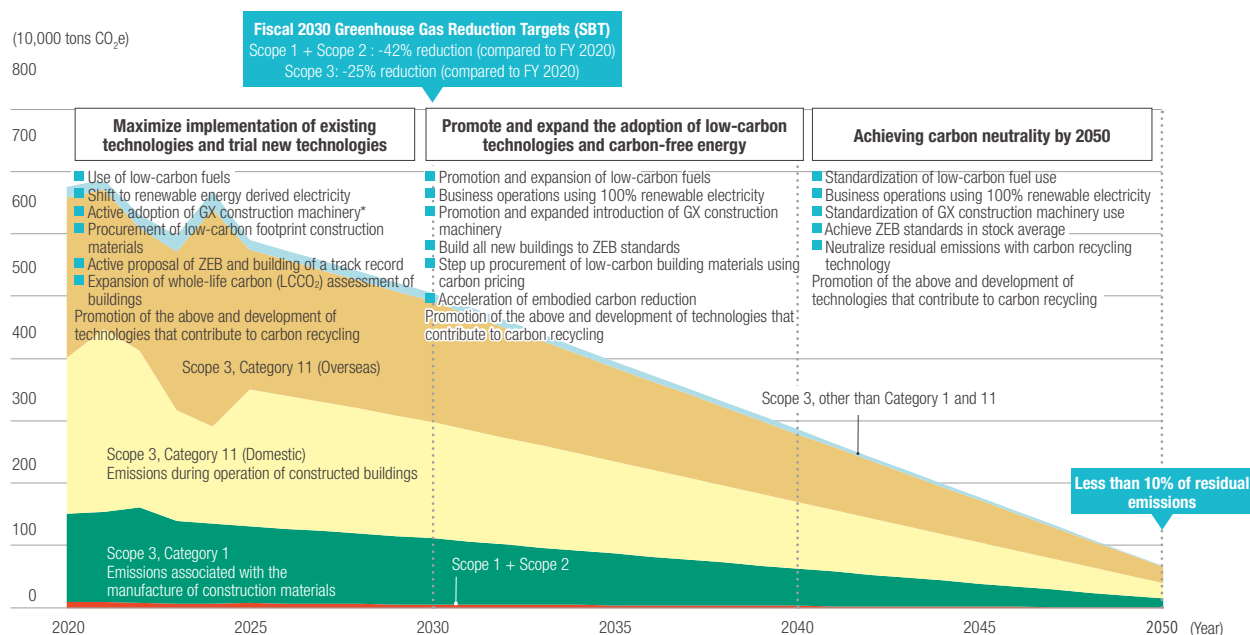 Fiscal 2030 Greenhouse Gas Reduction Targets (SBT)
Scope 1 + Scope 2 : -42% reduction (compared to FY 2020)
Scope 3: -25% reduction (compared to FY 2020)
(10,000 tons CO₂e)
800
700
600
500
400
300
200
100
0
Maximize implementation of existing
technologies and trial new technologies
Use of low-carbon fuels
Shift to renewable energy derived electricity
Active adoption of GX construction machinery*
Procurement of low-carbon footprint construction
materials
Active proposal of ZEB and building of a track record
Expansion of whole-life carbon (LCCO₂) assessment of
buildings
Promotion of the above and development of
technologies that contribute to carbon recycling
Promote and expand the adoption of low-carbon
technologies and carbon-free energy
Promotion and expansion of low-carbon fuels
Business operations using 100% renewable electricity
Promotion and expanded introduction of GX construction
machinery
Build all new buildings to ZEB standards
Step up procurement of low-carbon building materials using
carbon pricing
Acceleration of embodied carbon reduction
Promotion of the above and development of technologies that
contribute to carbon recycling
Achieving carbon neutrality by 2050
Standardization of low-carbon fuel use
Business operations using 100% renewable electricity
Standardization of GX construction machinery use
Achieve ZEB standards in stock average
Neutralize residual emissions with carbon recycling
technology
Promotion of the above and development of
technologies that contribute to carbon recycling
Scope 3, Category 11 (Overseas)
Scope 3, other than Category 1 and 11
Scope 3, Category 11 (Domestic)
Emissions during operation of constructed buildings
Less than 10% of residual
emissions
Scope 3, Category 1
Emissions associated with the
manufacture of construction materials
Scope 1 + Scope 2
2020
2025
2030
2035
2040
2045
2050
(Year)